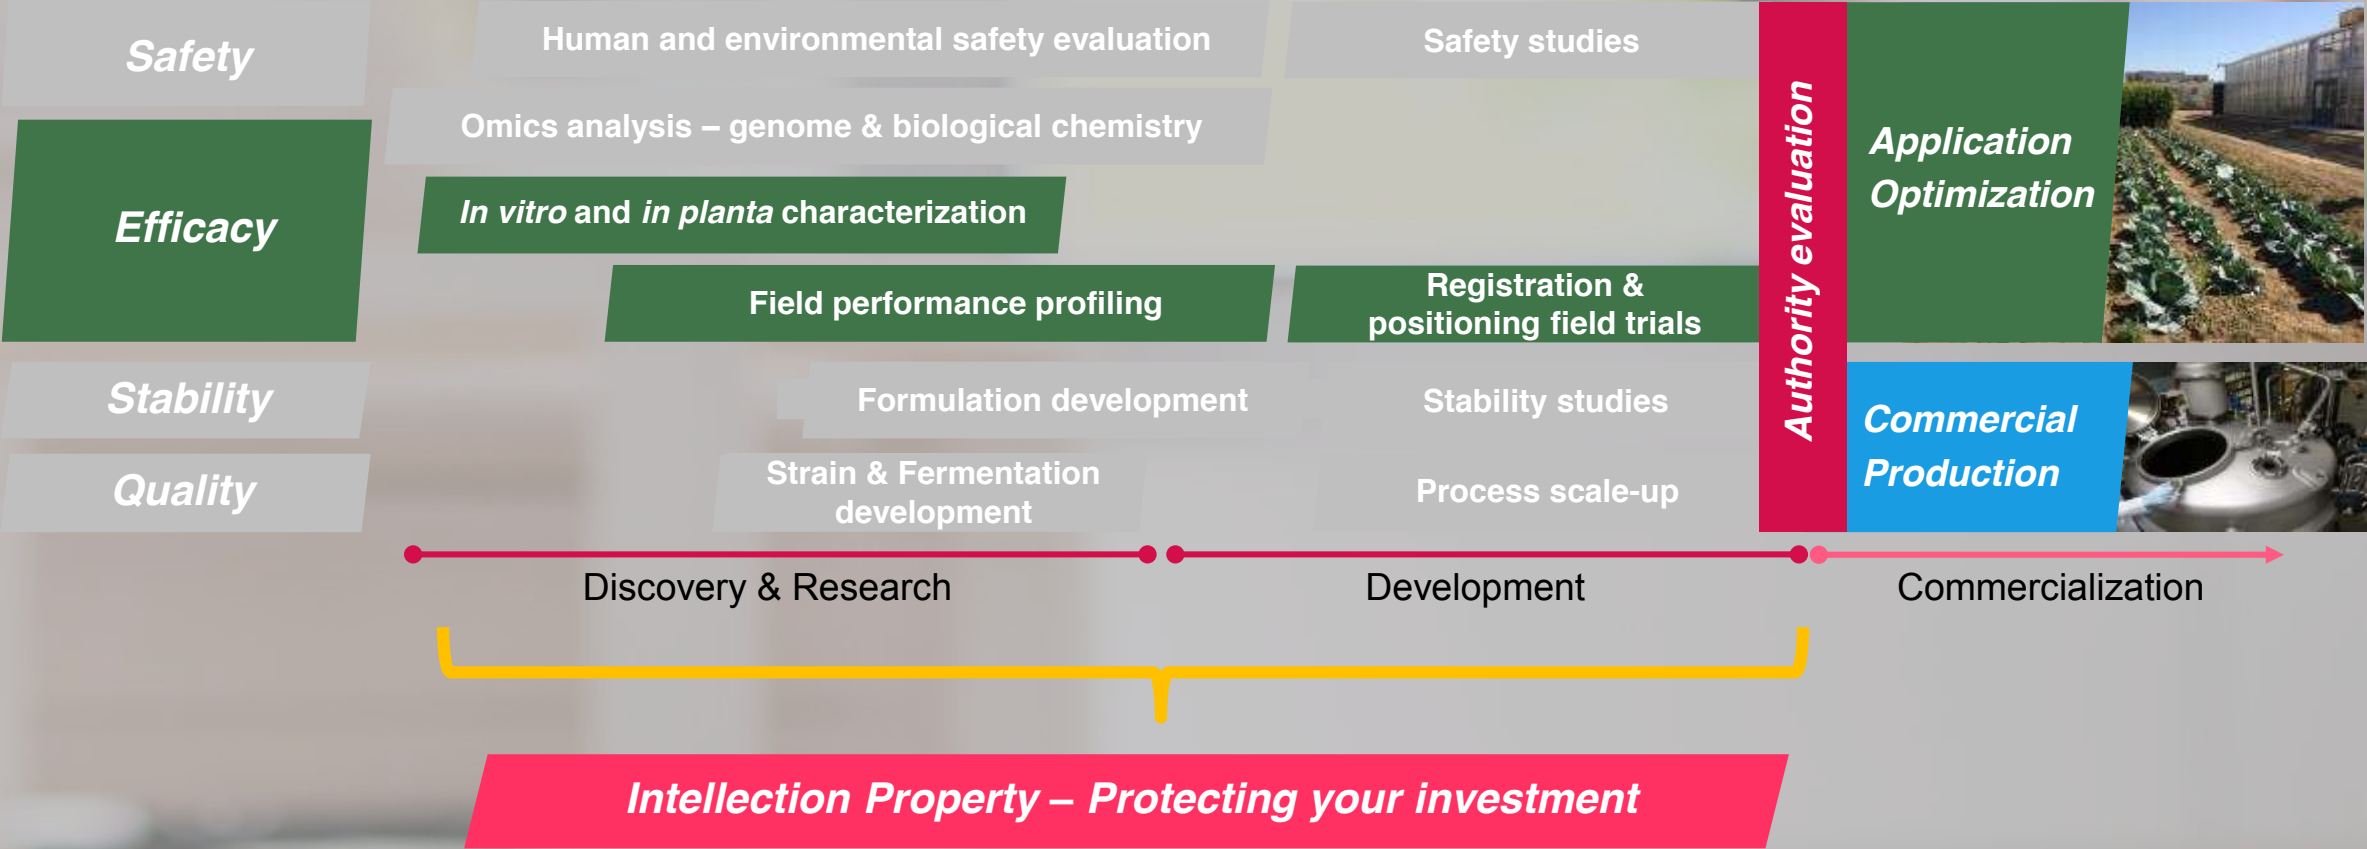 Safety
Human and environmental safety evaluation
Safety studies
Omics analysis – genome & biological chemistry
Efficacy
In vitro and in planta characterization
Field performance profiling
Registration &
positioning field trials
Stability
Formulation development
Stability studies
Quality
Strain & Fermentation
development
Process scale-up
Authority evaluation
Application
Optimization
Commercial
Production
Discovery & Research
Development
Commercialization
Intellection Property – Protecting your investment